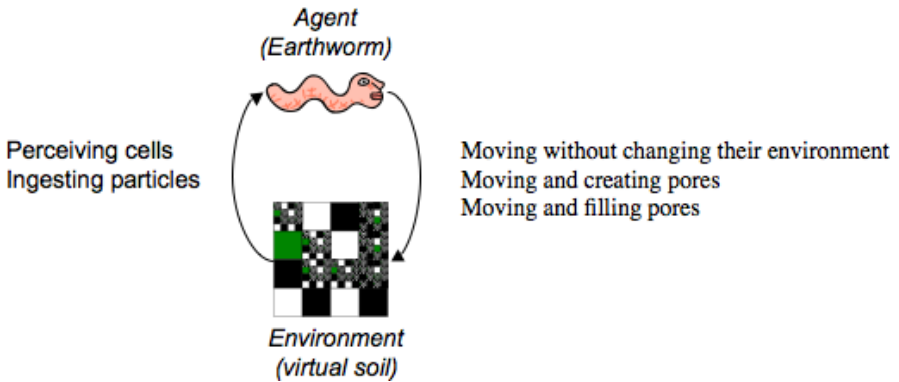 Agent
(Earthworm)
Perceiving cells
Ingesting particles
Moving without changing their environment
Moving and creating pores
Moving and filling pores
Environment
(virtual soil)